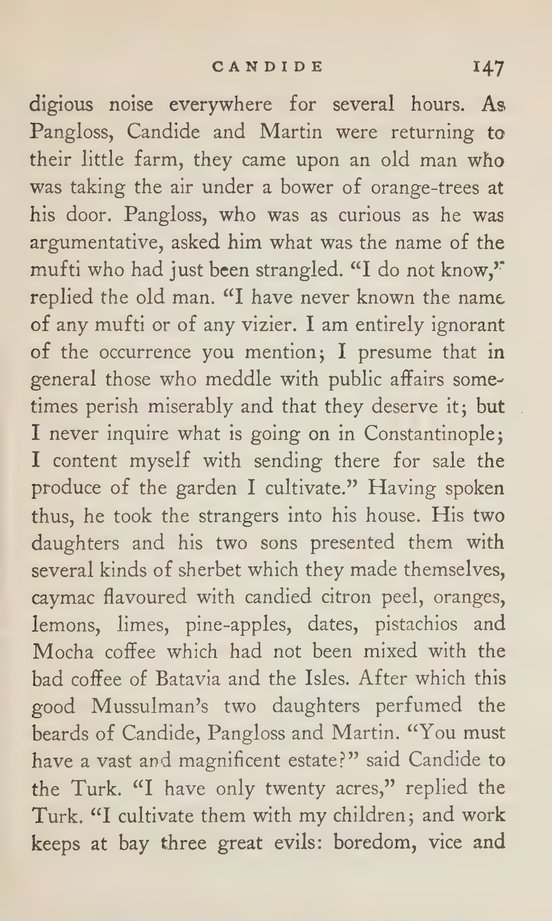 CANDIDE 147
digious noise everywhere for several hours. As
Pangloss, Candide and Martin were returning to
their little farm, they came upon an old man who
was taking the air under a bower of orange-trees at
his door. Pangloss, who was as curious as he was
argumentative, asked him what was the name of the
mufti who had just been strangled. “I do not know,”
replied the old man. “I have never known the name
of any mufti or of any vizier. I am entirely ignorant
of the occurrence you mention; I presume that in
general those who meddle with public affairs some-
times perish miserably and that they deserve it; but
I never inquire what is going on in Constantinople;
I content myself with sending there for sale the
produce of the garden I cultivate.” Having spoken
thus, he took the strangers into his house. His two
daughters and his two sons presented them with
several kinds of sherbet which they made themselves,
caymac flavoured with candied citron peel, oranges,
lemons, limes, pine-apples, dates, pistachios and
Mocha coffee which had not been mixed with the
bad coffee of Batavia and the Isles. After which this
good Mussulman’s two daughters perfumed the
beards of Candide, Pangloss and Martin. “You must
have a vast and magnificent estate?” said Candide to
the Turk. “I have only twenty acres,” replied the
Turk. “I cultivate them with my children; and work
keeps at bay three great evils: boredom, vice and